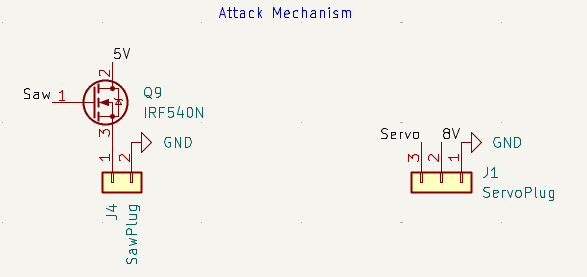 Attack Mechanism
5V
2
Saw 1
Q9
IRF540N
3
1
2
GND
J4
SawPlug
Servo
8V
3
2
1
GND
J1
ServoPlug